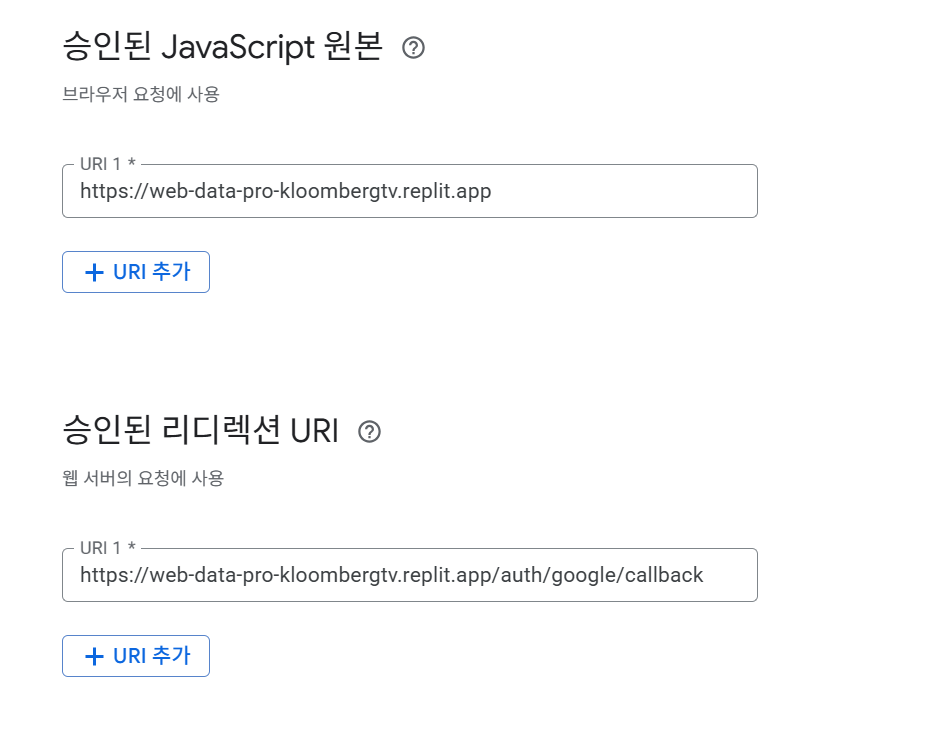 승인된 JavaScript 원본
브라우저 요청에 사용
URI 1 *
https://web-data-pro-kloombergtv.replit.app
+ URI 추가
승인된 리디렉션 URI
웹 서버의 요청에 사용
URI 1 *
https://web-data-pro-kloombergtv.replit.app/auth/google/callback
+ URI 추가